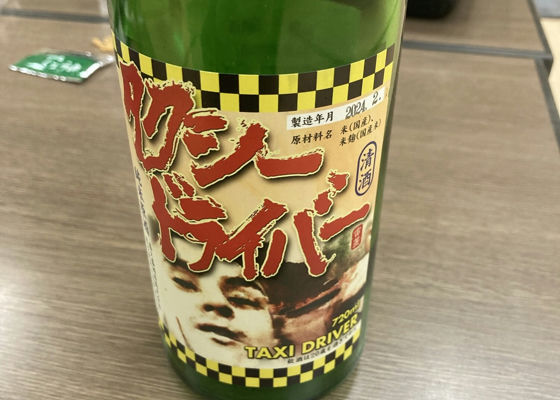 製造年月 2024. 2.
原材料名 米(国産)、
米麹(国産米)
清酒
タクシー
ドライバー
720ml
TAXI DRIVER